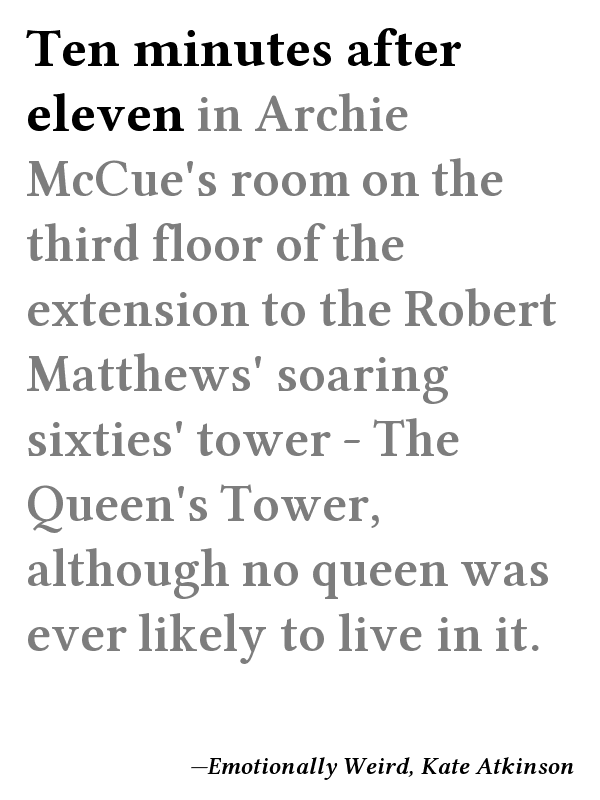 Ten minutes after
eleven in Archie
McCue's room on the
third floor of the
extension to the Robert
Matthews' soaring
sixties' tower - The
Queen's Tower,
although no queen was
ever likely to live in it.
—Emotionally Weird, Kate Atkinson